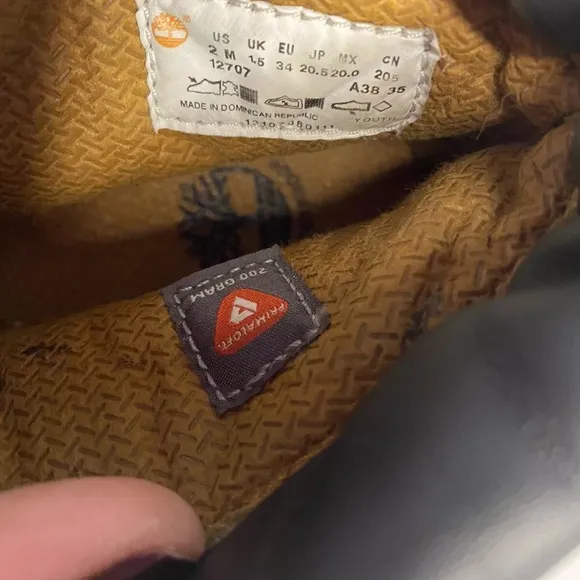 US UK EU JP MX CN
2 M 1.5 34 20.5 20.0 205
12707 A38 35
MADE IN DOMINICAN REPUBLIC
YOUTH
200 GRAM
PRIMALOFT